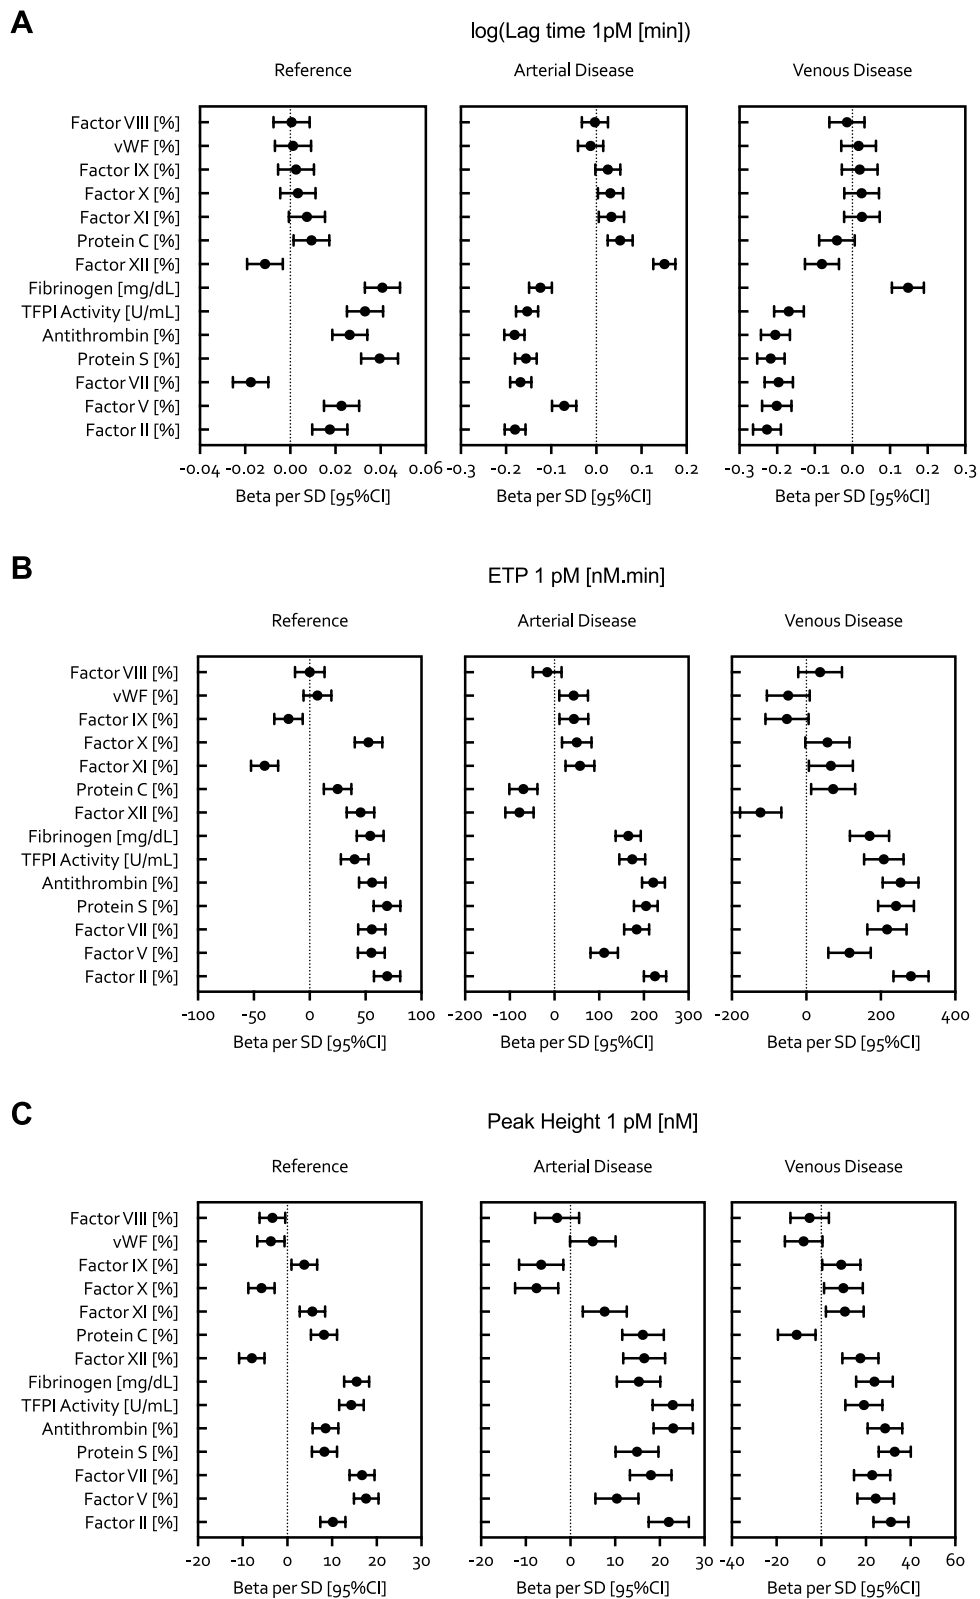 A
log(Lag time 1pM [min])
Reference
Arterial Disease
Venous Disease
Factor VIII [%]
vWF [%]
Factor IX [%]
Factor X [%]
Factor XI [%]
Protein C [%]
Factor XII [%]
Fibrinogen [mg/dL]
TFPI Activity [U/mL]
Antithrombin [%]
Protein S [%]
Factor VII [%]
Factor V [%]
Factor II [%]
-0.04 -0.02 0.00 0.02 0.04 0.06
-0.3 -0.2 -0.1 0.0 0.1 0.2
-0.3 -0.2 -0.1 0.0 0.1 0.2 0.3
Beta per SD [95%CI]
Beta per SD [95%CI]
Beta per SD [95%CI]
B
ETP 1 pM [nM.min]
Reference
Arterial Disease
Venous Disease
Factor VIII [%]
vWF [%]
Factor IX [%]
Factor X [%]
Factor XI [%]
Protein C [%]
Factor XII [%]
Fibrinogen [mg/dL]
TFPI Activity [U/mL]
Antithrombin [%]
Protein S [%]
Factor VII [%]
Factor V [%]
Factor II [%]
-100 -50 0 50 100
-200 -100 0 100 200 300
-200 0 200 400
Beta per SD [95%CI]
Beta per SD [95%CI]
Beta per SD [95%CI]
C
Peak Height 1 pM [nM]
Reference
Arterial Disease
Venous Disease
Factor VIII [%]
vWF [%]
Factor IX [%]
Factor X [%]
Factor XI [%]
Protein C [%]
Factor XII [%]
Fibrinogen [mg/dL]
TFPI Activity [U/mL]
Antithrombin [%]
Protein S [%]
Factor VII [%]
Factor V [%]
Factor II [%]
-20 -10 0 10 20 30
-20 -10 0 10 20 30
-40 -20 0 20 40 60
Beta per SD [95%CI]
Beta per SD [95%CI]
Beta per SD [95%CI]